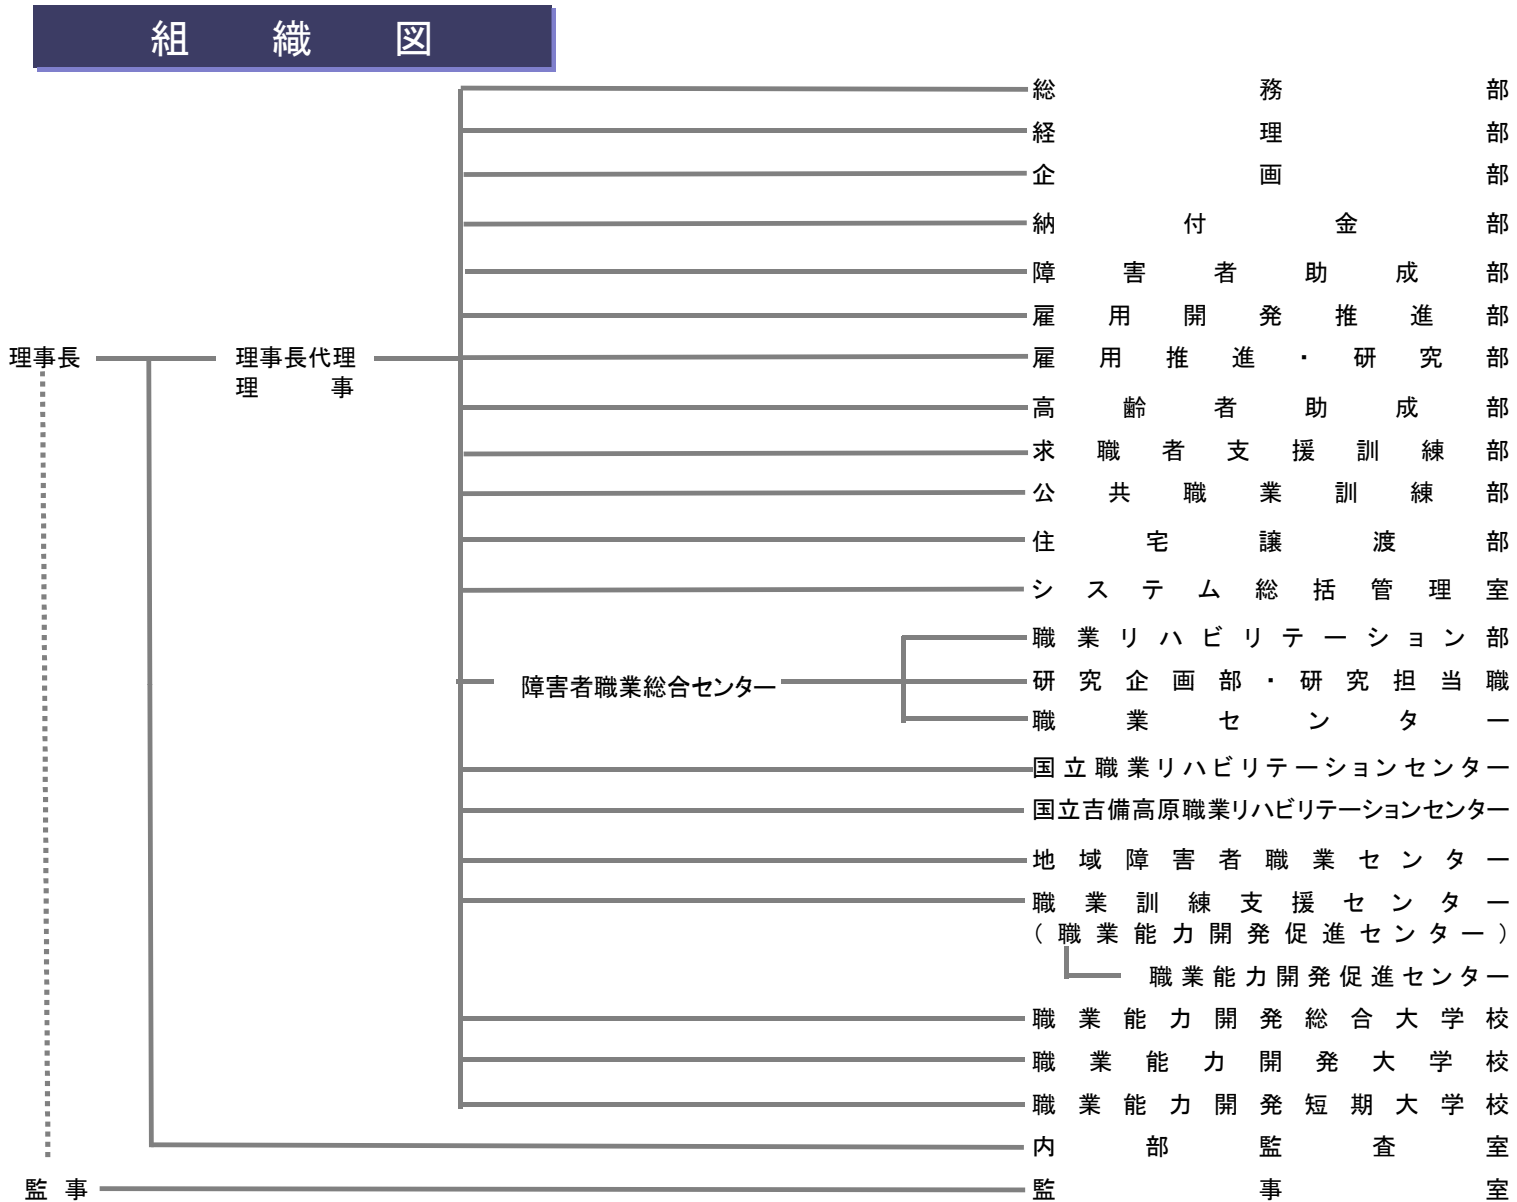 組織図
総務部
経理部
企画部
納付金部
障害者助成部
雇用開発推進部
理事長
理事長代理
理事
雇用推進・研究部
高齢者助成部
求職者支援訓練部
公共職業訓練部
住宅譲渡部
システム総括管理室
障害者職業総合センター
職業リハビリテーション部
研究企画部・研究担当職
職業センター
国立職業リハビリテーションセンター
国立吉備高原職業リハビリテーションセンター
地域障害者職業センター
職業訓練支援センター
(職業能力開発促進センター)
職業能力開発促進センター
職業能力開発総合大学校
職業能力開発大学校
職業能力開発短期大学校
内部監査室
監事
監事室